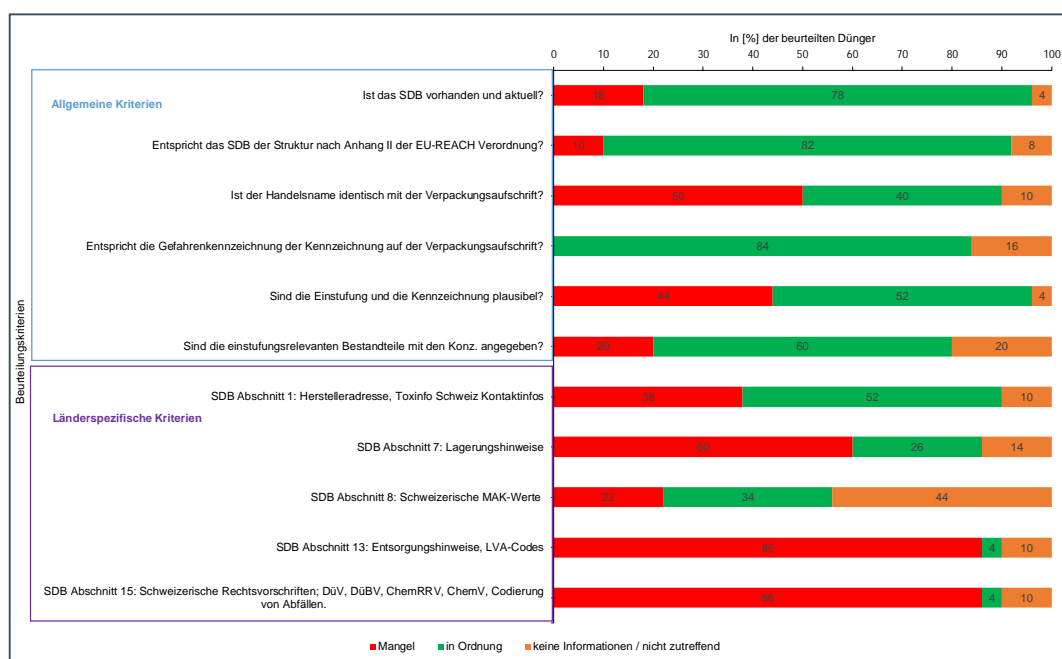 In [%] der beurteilten Dünger
0 10 20 30 40 50 60 70 80 90 100
Beurteilungskriterien
Allgemeine Kriterien
Ist das SDB vorhanden und aktuell?
18 78 4
Entspricht das SDB der Struktur nach Anhang II der EU-REACH Verordnung?
10 82 8
Ist der Handelsname identisch mit der Verpackungsaufschrift?
50 40 10
Entspricht die Gefahrenkennzeichnung der Kennzeichnung auf der Verpackungsaufschrift?
84 16
Sind die Einstufung und die Kennzeichnung plausibel?
44 52 4
Sind die einstufungsrelevanten Bestandteile mit den Konz. angegeben?
20 60 20
Länderspezifische Kriterien
SDB Abschnitt 1: Herstelleradresse, Toxinfo Schweiz Kontaktinfos
38 52 10
SDB Abschnitt 7: Lagerungshinweise
60 26 14
SDB Abschnitt 8: Schweizerische MAK-Werte
22 34 44
SDB Abschnitt 13: Entsorgungshinweise, LVA-Codes
86 4 10
SDB Abschnitt 15: Schweizerische Rechtsvorschriften; DüV, DüBV, ChemRRV, ChemV, Codierung
von Abfällen.
86 4 10
Mangel in Ordnung keine Informationen / nicht zutreffend